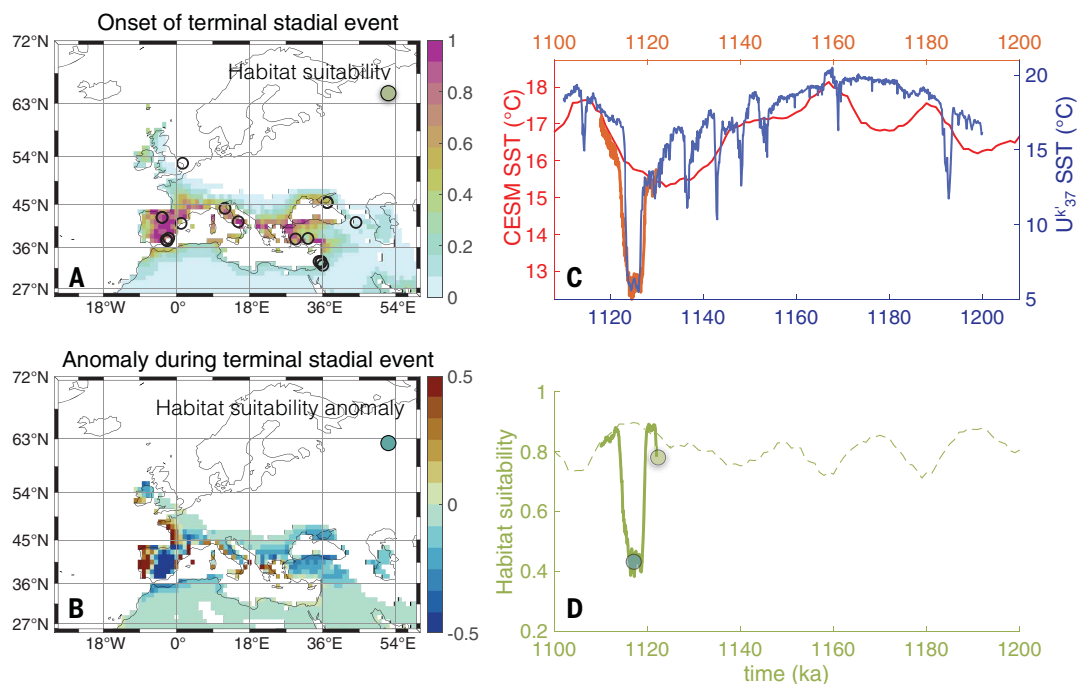 Onset of terminal stadial event
72°N
63°N
54°N
45°N
36°N
27°N
18°W
0°
18°E
36°E
54°E
Habitat suitability
A
1
0.8
0.6
0.4
0.2
0
1100
1120
1140
1160
1180
1200
18
17
16
15
14
13
CESM SST (°C)
20
15
10
5
U^k'_37 SST (°C)
C
1120
1140
1160
1180
1200
Anomaly during terminal stadial event
72°N
63°N
54°N
45°N
36°N
27°N
18°W
0°
18°E
36°E
54°E
Habitat suitability anomaly
B
0.5
0
-0.5
1
0.8
0.6
0.4
0.2
Habitat suitability
D
1100
1120
1140
1160
1180
1200
time (ka)